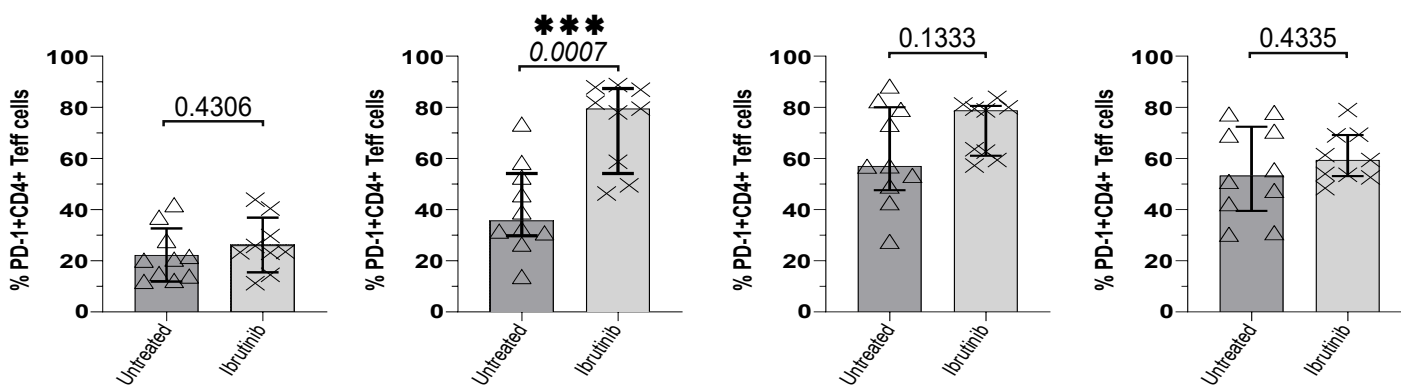 % PD-1+CD4+ Teff cells
100
80
60
40
20
0
0.4306
Untreated
Ibrutinib
% PD-1+CD4+ Teff cells
100
80
60
40
20
0
✱✱✱
0.0007
Untreated
Ibrutinib
% PD-1+CD4+ Teff cells
100
80
60
40
20
0
0.1333
Untreated
Ibrutinib
% PD-1+CD4+ Teff cells
100
80
60
40
20
0
0.4335
Untreated
Ibrutinib